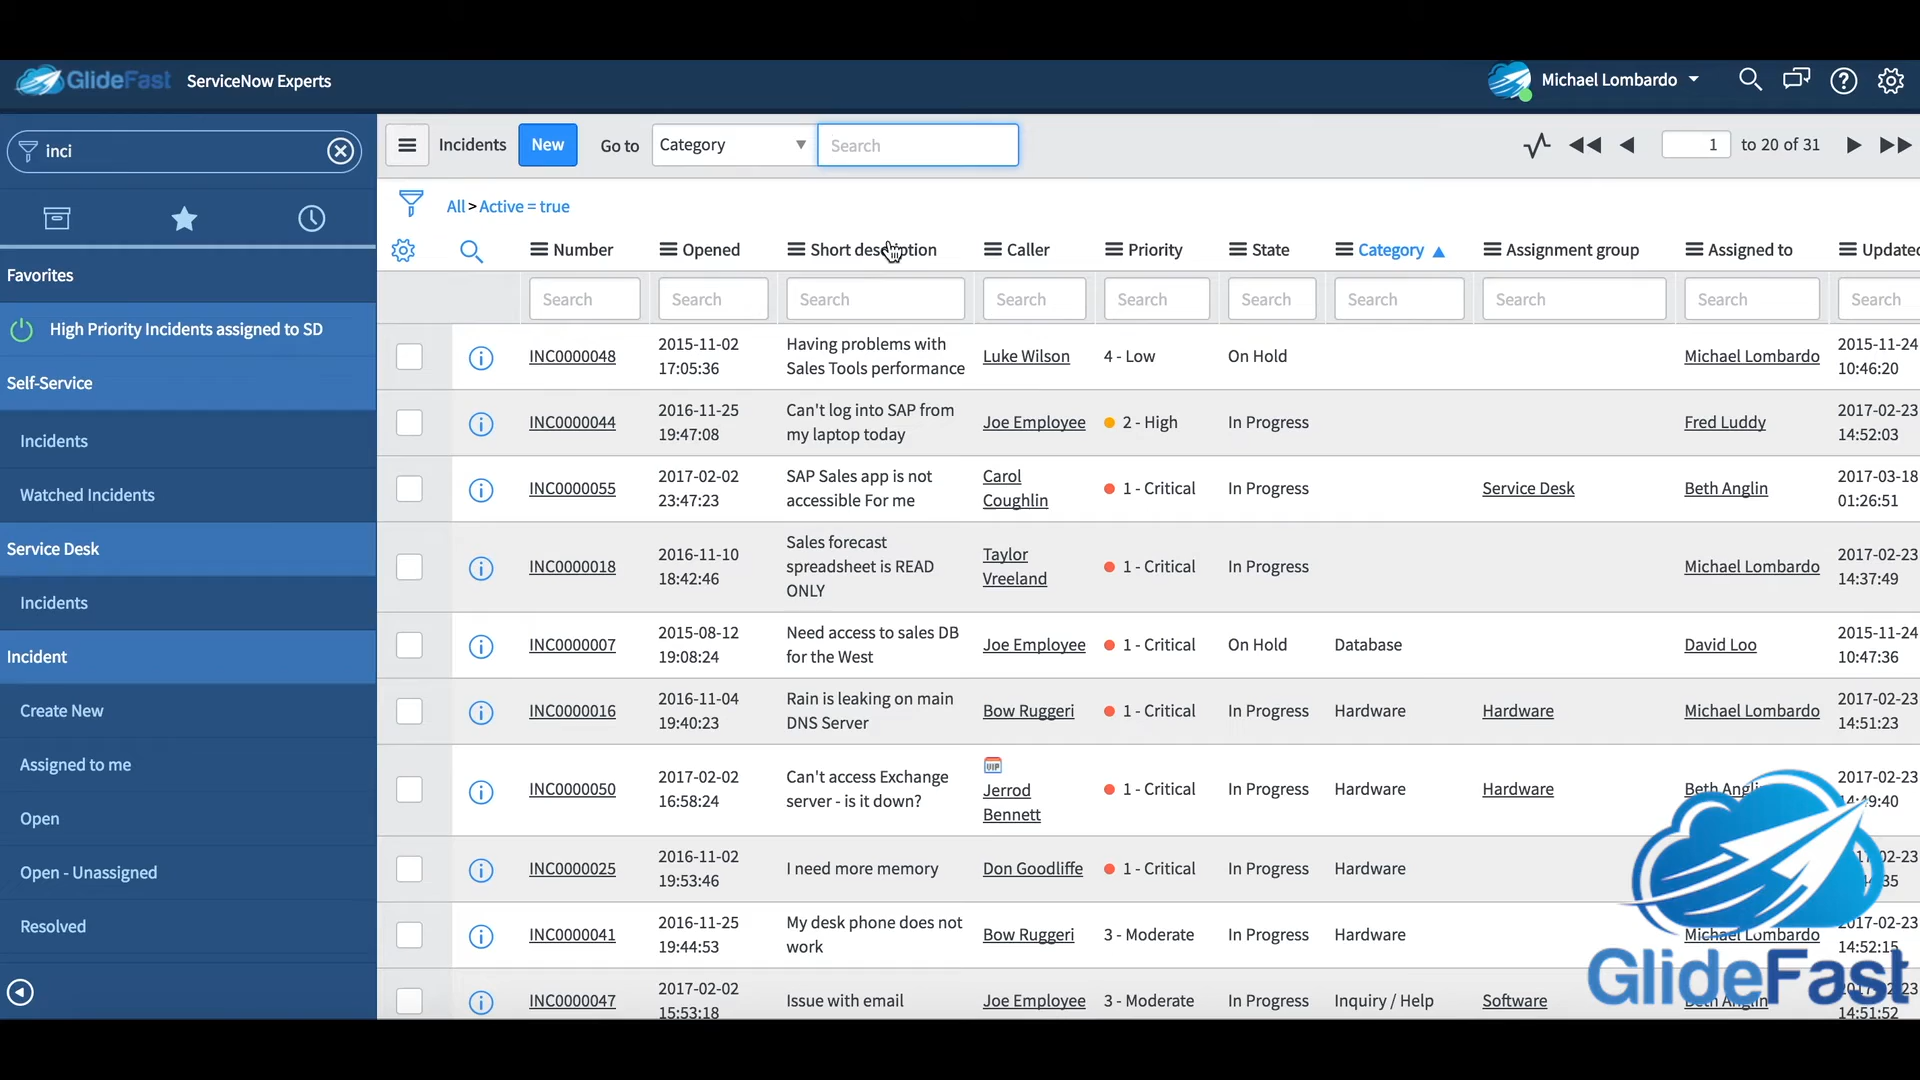 GlideFast ServiceNow Experts
Michael Lombardo
inci
Incidents New Go to Category Search 1 to 20 of 31
All > Active = true
Favorites
High Priority Incidents assigned to SD
Self-Service
Incidents
Watched Incidents
Service Desk
Incidents
Incident
Create New
Assigned to me
Open
Open - Unassigned
Resolved
Number Opened Short description Caller Priority State Category Assignment group Assigned to Updated
Search Search Search Search Search Search Search Search Search Search
INC0000048 2015-11-02 17:05:36 Having problems with Sales Tools performance Luke Wilson 4 - Low On Hold Michael Lombardo 2015-11-24 10:46:20
INC0000044 2016-11-25 19:47:08 Can't log into SAP from my laptop today Joe Employee 2 - High In Progress Fred Luddy 2017-02-23 14:52:03
INC0000055 2017-02-02 23:47:23 SAP Sales app is not accessible For me Carol Coughlin 1 - Critical In Progress Service Desk Beth Anglin 2017-03-18 01:26:51
INC0000018 2016-11-10 18:42:46 Sales forecast spreadsheet is READ ONLY Taylor Vreeland 1 - Critical In Progress Michael Lombardo 2017-02-23 14:37:49
INC0000007 2015-08-12 19:08:24 Need access to sales DB for the West Joe Employee 1 - Critical On Hold Database David Loo 2015-11-24 10:47:36
INC0000016 2016-11-04 19:40:23 Rain is leaking on main DNS Server Bow Ruggeri 1 - Critical In Progress Hardware Hardware Michael Lombardo 2017-02-23 14:51:23
INC0000050 2017-02-02 16:58:24 Can't access Exchange server - is it down? VIP Jerrod Bennett 1 - Critical In Progress Hardware Hardware Beth Anglin 2017-02-23 14:49:40
INC0000025 2016-11-02 19:53:46 I need more memory Don Goodliffe 1 - Critical In Progress Hardware
INC0000041 2016-11-25 19:44:53 My desk phone does not work Bow Ruggeri 3 - Moderate In Progress Hardware Michael Lombardo 2017-02-23 14:52:15
INC0000047 2017-02-02 15:53:18 Issue with email Joe Employee 3 - Moderate In Progress Inquiry / Help Software Beth Anglin 14:51:52
GlideFast